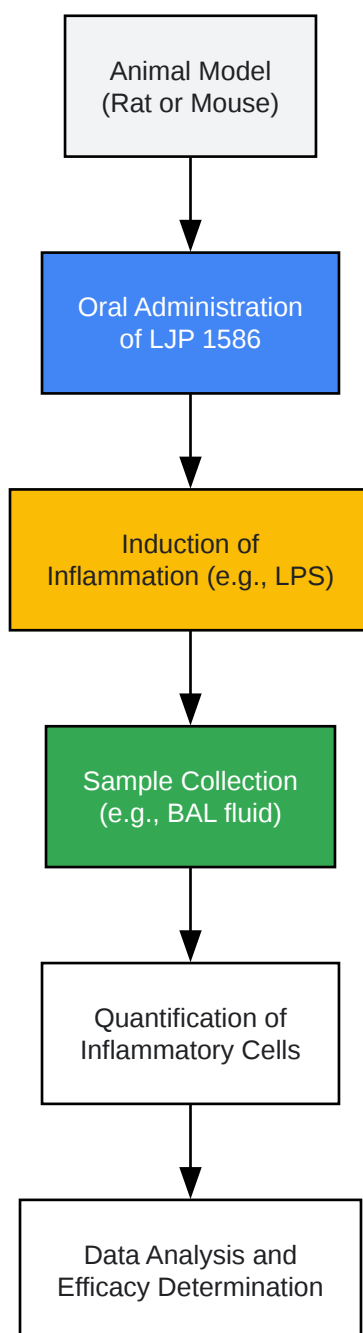 Animal Model
(Rat or Mouse)
Oral Administration
of LJP 1586
Induction of
Inflammation (e.g., LPS)
Sample Collection
(e.g., BAL fluid)
Quantification of
Inflammatory Cells
Data Analysis and
Efficacy Determination